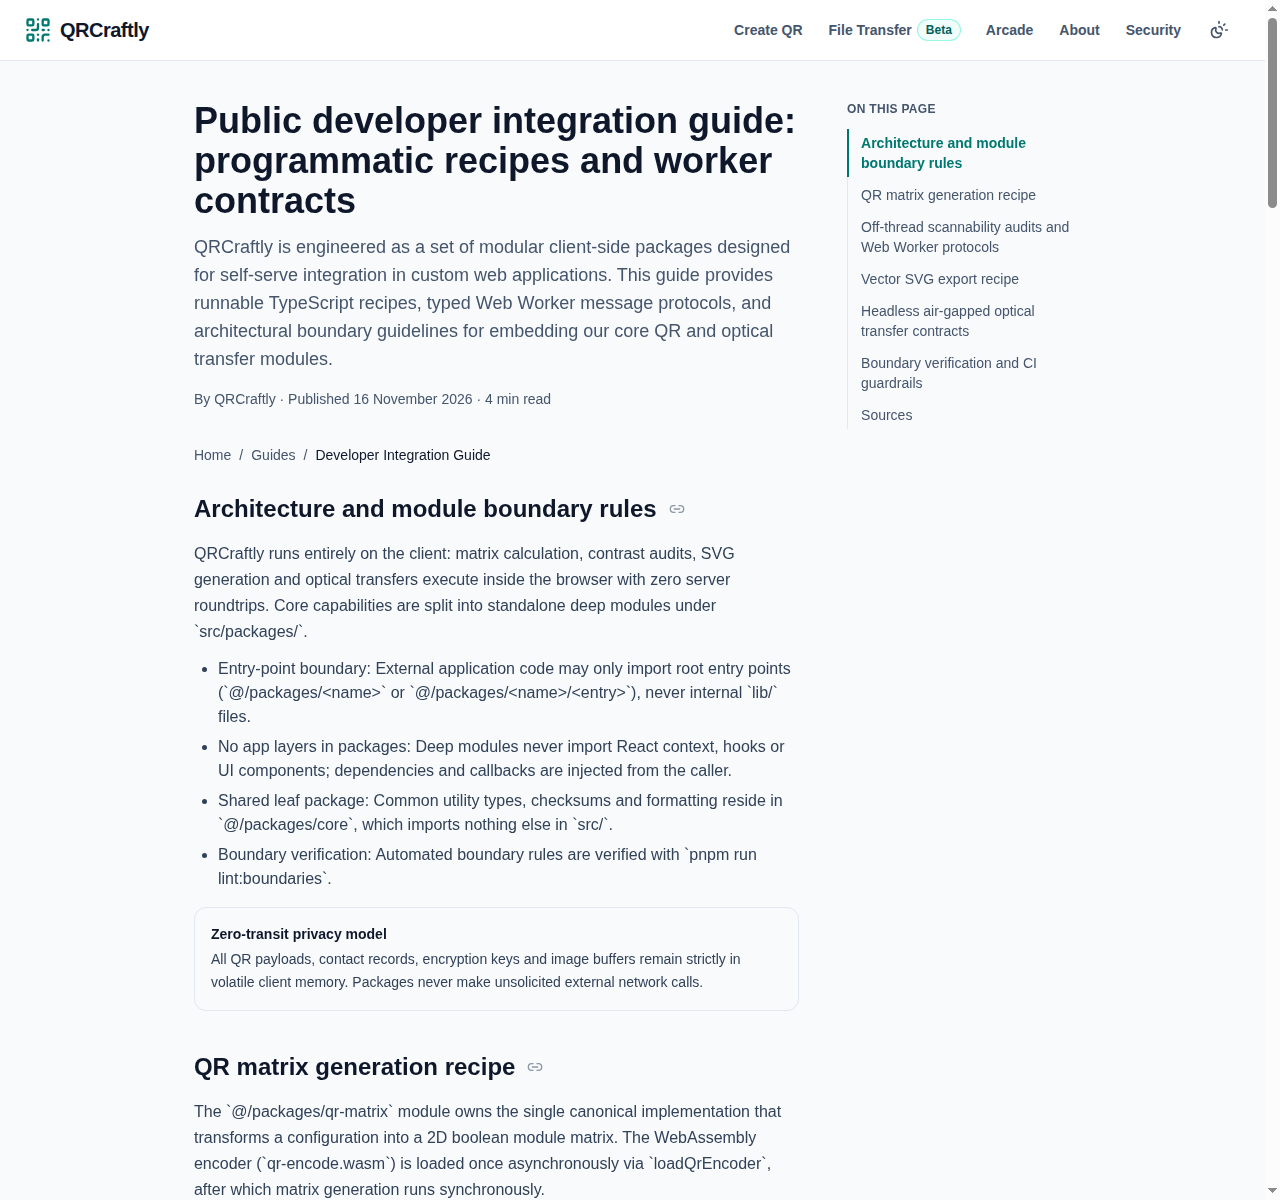 QRCraftly
Create QR
File Transfer
Beta
Arcade
About
Security
Public developer integration guide:
programmatic recipes and worker
contracts
QRCraftly is engineered as a set of modular client-side packages designed
for self-serve integration in custom web applications. This guide provides
runnable TypeScript recipes, typed Web Worker message protocols, and
architectural boundary guidelines for embedding our core QR and optical
transfer modules.
By QRCraftly · Published 16 November 2026 · 4 min read
ON THIS PAGE
Architecture and module
boundary rules
QR matrix generation recipe
Off-thread scannability audits and
Web Worker protocols
Vector SVG export recipe
Headless air-gapped optical
transfer contracts
Boundary verification and CI
guardrails
Sources
Home / Guides / Developer Integration Guide
Architecture and module boundary rules
QRCraftly runs entirely on the client: matrix calculation, contrast audits, SVG
generation and optical transfers execute inside the browser with zero server
roundtrips. Core capabilities are split into standalone deep modules under
`src/packages/`.
• Entry-point boundary: External application code may only import root entry points
(`@/packages/<name>` or `@/packages/<name>/<entry>`), never internal `lib/`
files.
• No app layers in packages: Deep modules never import React context, hooks or
UI components; dependencies and callbacks are injected from the caller.
• Shared leaf package: Common utility types, checksums and formatting reside in
`@/packages/core`, which imports nothing else in `src/`.
• Boundary verification: Automated boundary rules are verified with `pnpm run
lint:boundaries`.
Zero-transit privacy model
All QR payloads, contact records, encryption keys and image buffers remain strictly in
volatile client memory. Packages never make unsolicited external network calls.
QR matrix generation recipe
The `@/packages/qr-matrix` module owns the single canonical implementation that
transforms a configuration into a 2D boolean module matrix. The WebAssembly
encoder (`qr-encode.wasm`) is loaded once asynchronously via `loadQrEncoder`,
after which matrix generation runs synchronously.